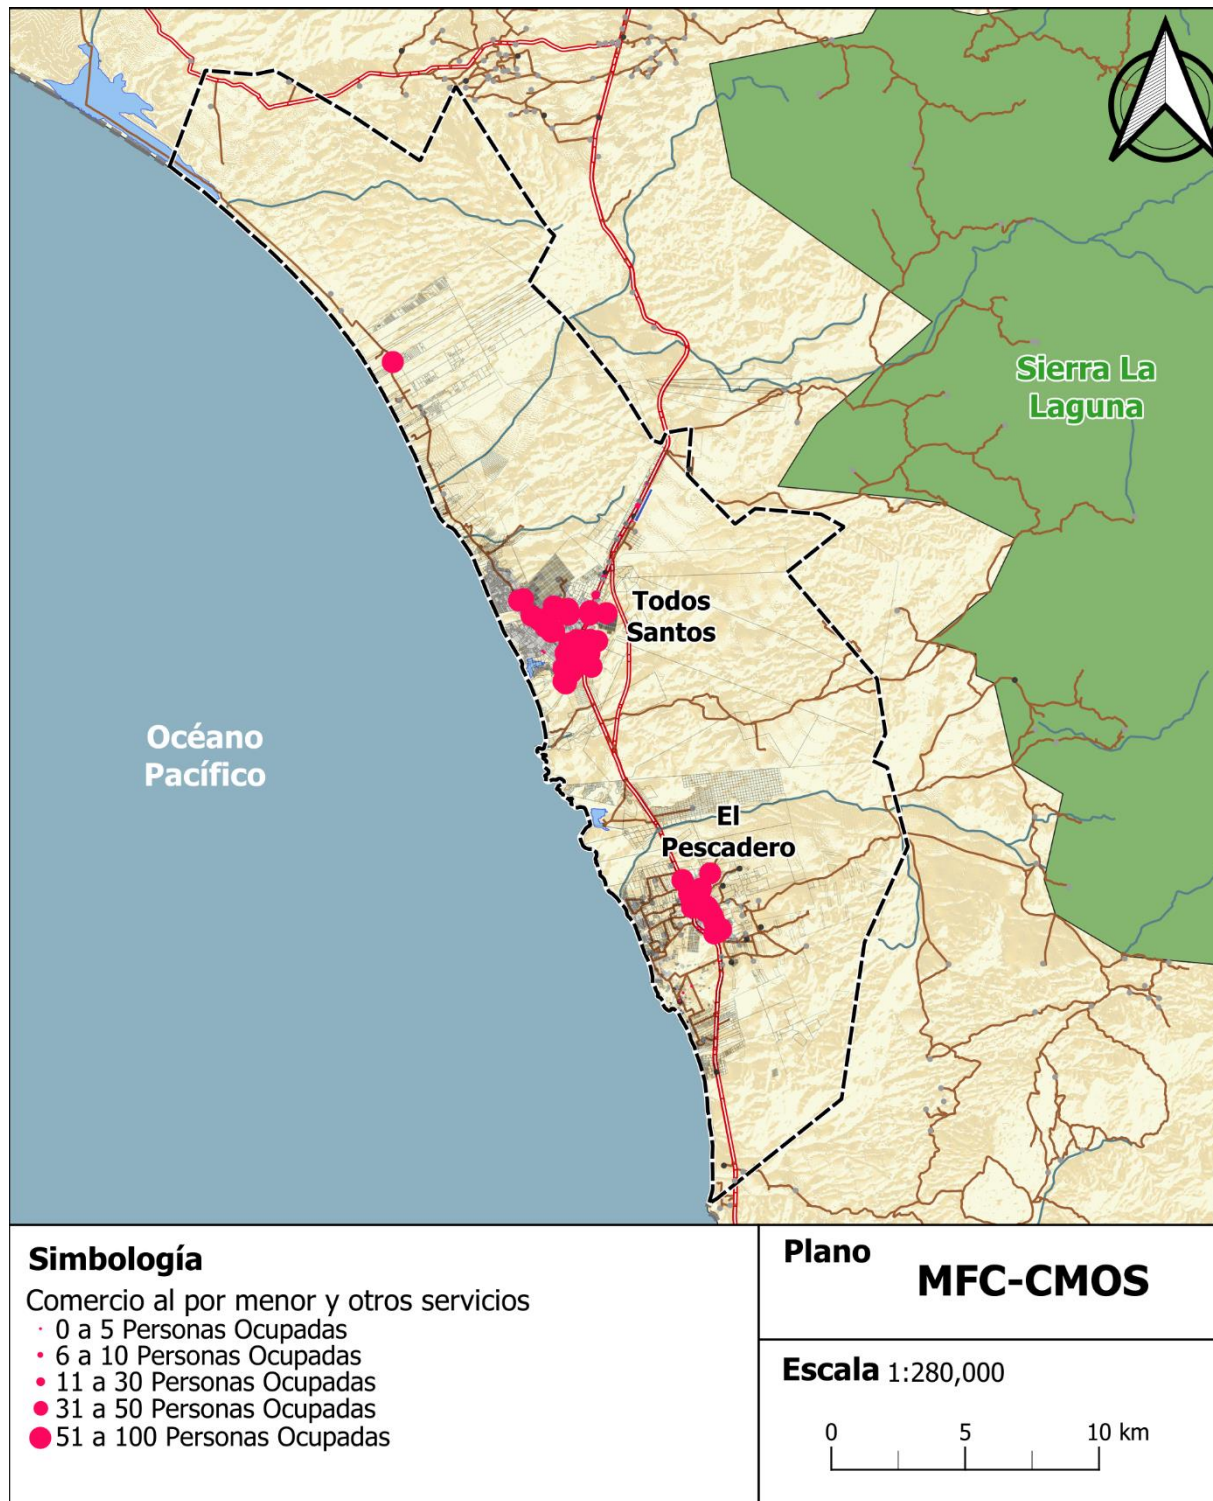 Sierra La
Laguna
Todos
Santos
Océano
Pacífico
El
Pescadero
Simbología
Comercio al por menor y otros servicios
0 a 5 Personas Ocupadas
6 a 10 Personas Ocupadas
11 a 30 Personas Ocupadas
31 a 50 Personas Ocupadas
51 a 100 Personas Ocupadas
Plano
MFC-CMOS
Escala 1:280,000
0 5 10 km